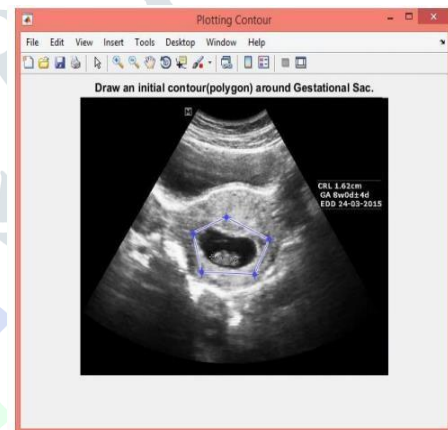 Plotting Contour
File Edit View Insert Tools Desktop Window Help
Draw an initial contour(polygon) around Gestational Sac.
CRL 1.62cm
GA 8w0d±4d
EDD 24-03-2015